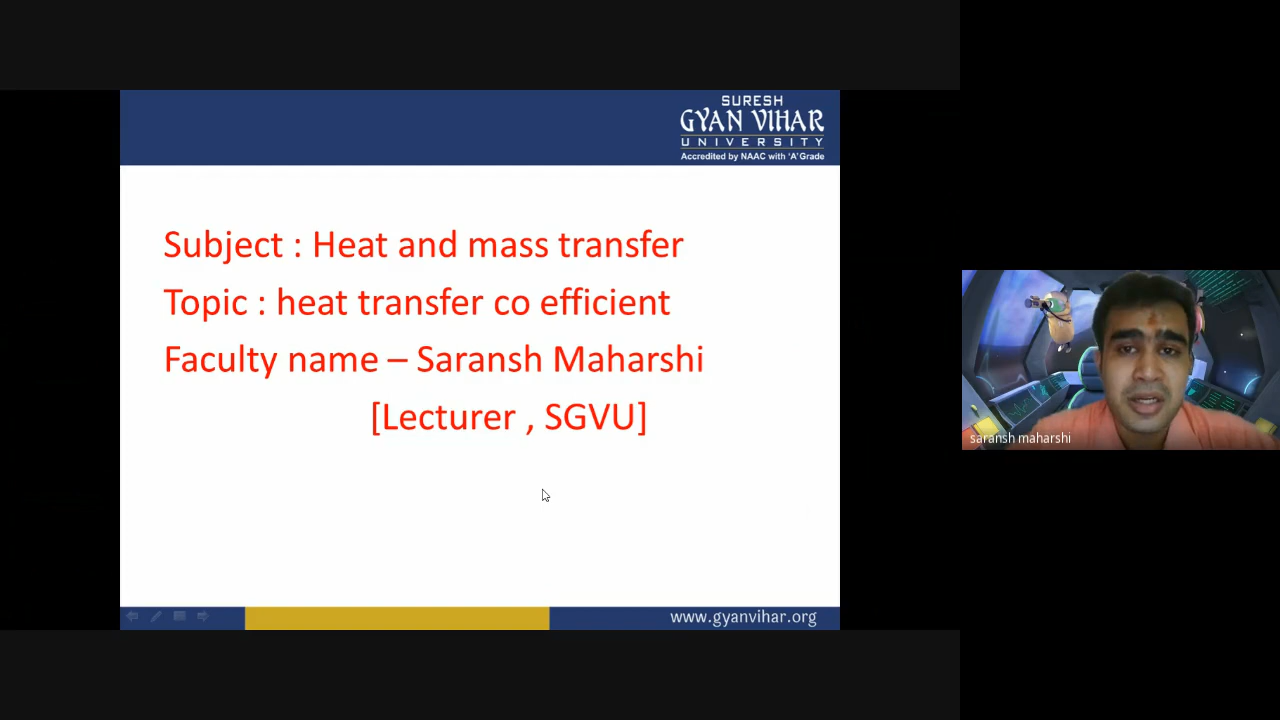 SURESH
GYAN VIHAR
UNIVERSITY
Accredited by NAAC with 'A' Grade
Subject : Heat and mass transfer
Topic : heat transfer co efficient
Faculty name – Saransh Maharshi
[Lecturer , SGVU]
saransh maharshi
www.gyanvihar.org